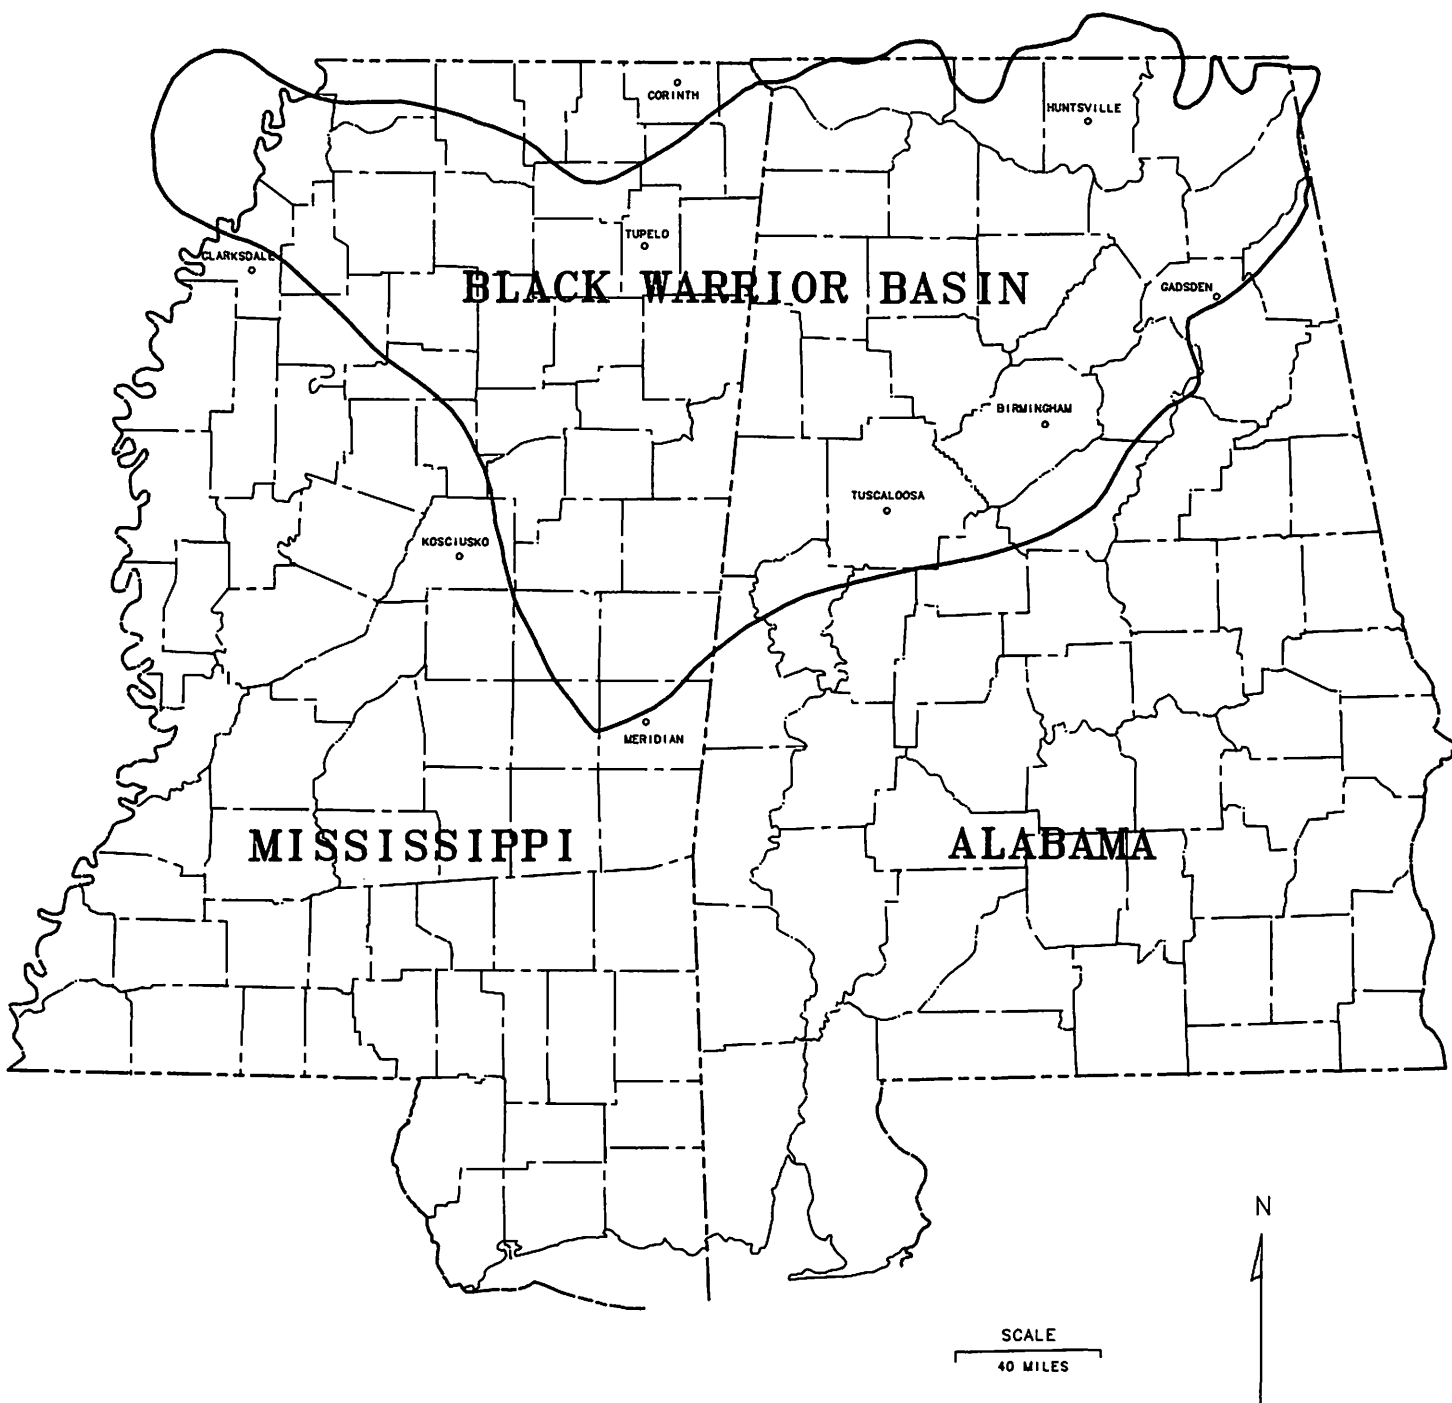 CORINTH
HUNTSVILLE
TUPELO
CLARKSDALE
BLACK WARRIOR BASIN
GADSDEN
BIRMINGHAM
TUSCALOOSA
KOSCIUSKO
MERIDIAN
MISSISSIPPI
ALABAMA
N
SCALE
40 MILES